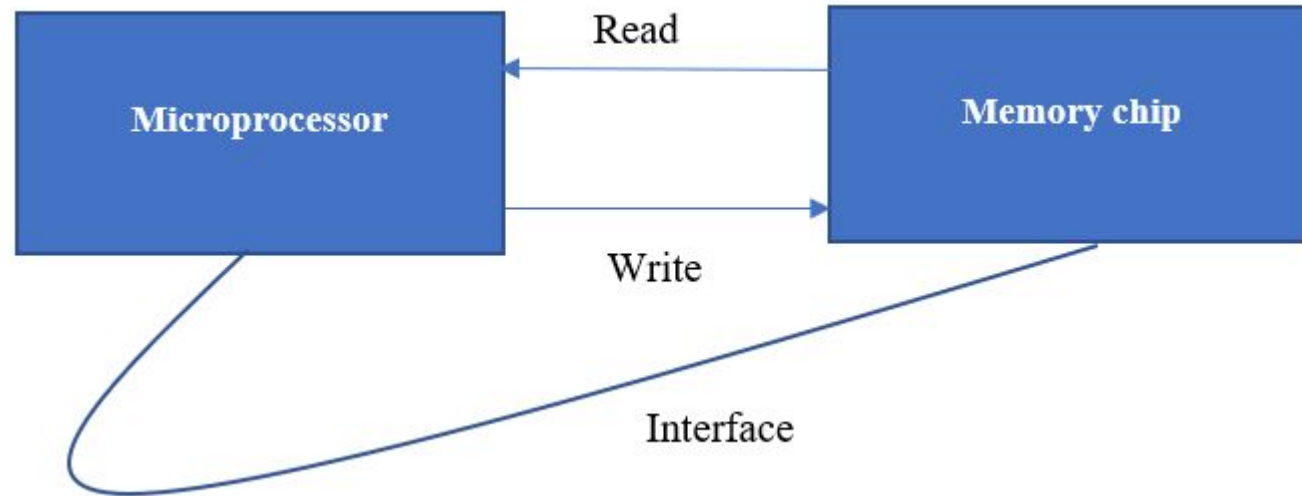 Read
Microprocessor
Memory chip
Write
Interface